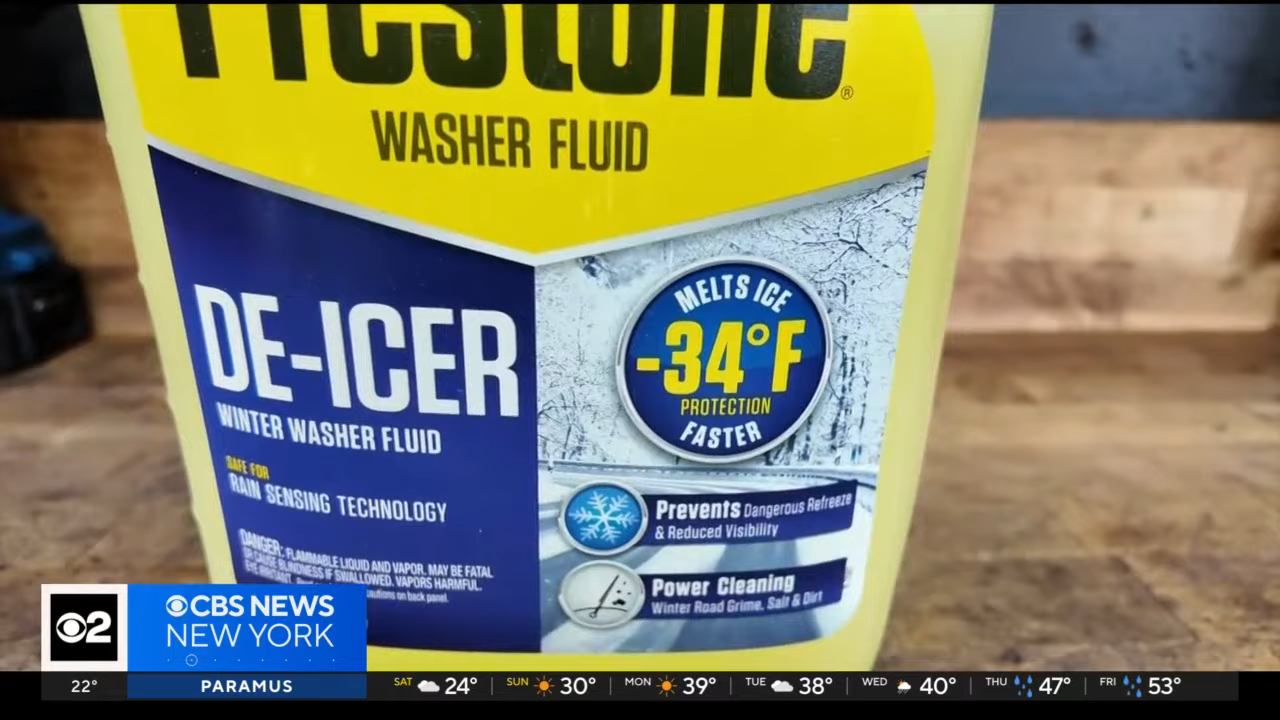 Prestone®
WASHER FLUID
DE-ICER
WINTER WASHER FLUID
SAFE FOR
RAIN SENSING TECHNOLOGY
DANGER: FLAMMABLE LIQUID AND VAPOR. MAY BE FATAL
OR CAUSE BLINDNESS IF SWALLOWED. VAPORS HARMFUL.
EYE IRRITANT.
on back panel.
MELTS ICE
-34°F
PROTECTION
FASTER
Prevents Dangerous Refreeze
& Reduced Visibility
Power Cleaning
Winter Road Grime, Salt & Dirt
2
CBS NEWS
NEW YORK
22° PARAMUS SAT 24° SUN 30° MON 39° TUE 38° WED 40° THU 47° FRI 53°